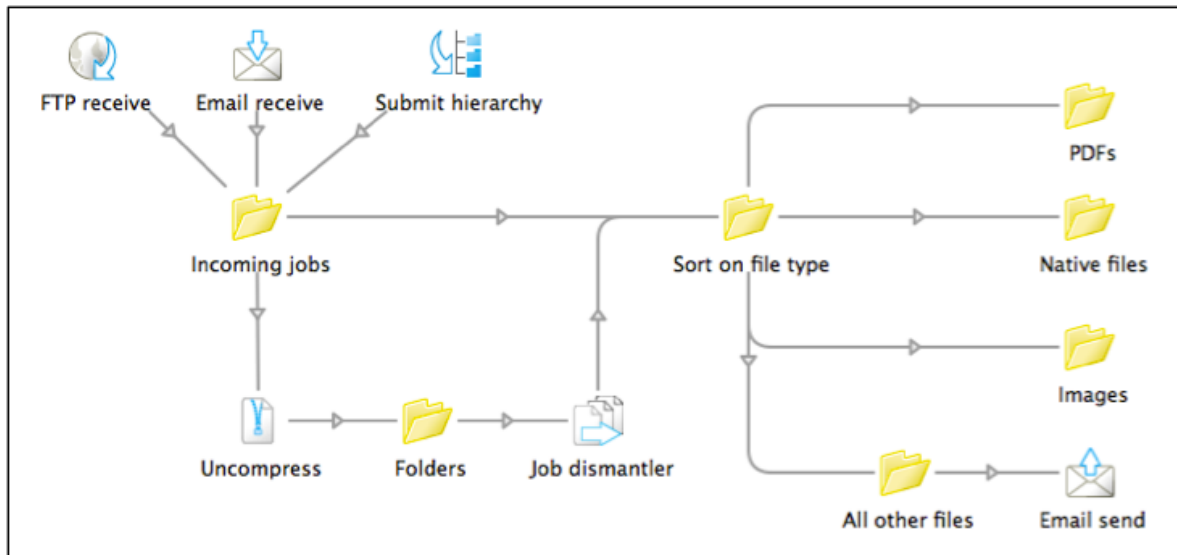 FTP receive
Email receive
Submit hierarchy
PDFs
Incoming jobs
Sort on file type
Native files
Images
Uncompress
Folders
Job dismantler
All other files
Email send